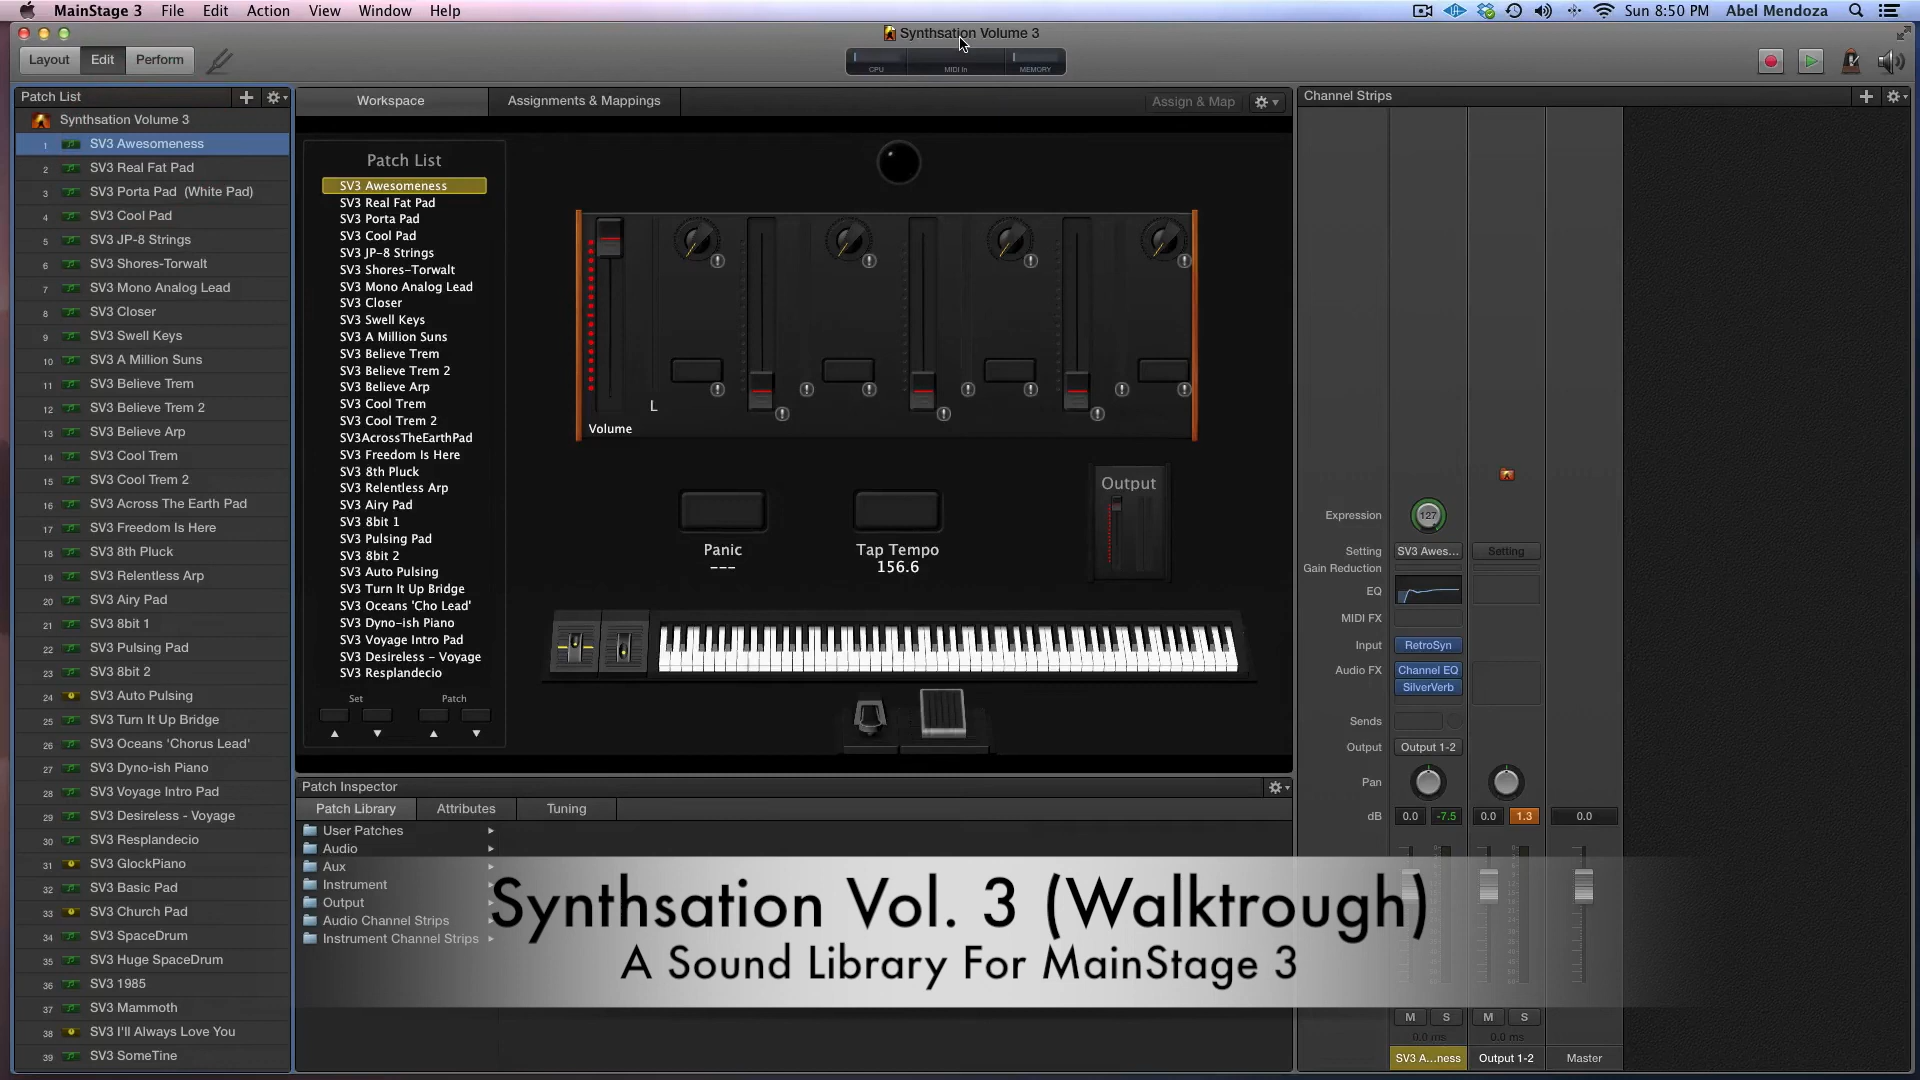 MainStage 3 File Edit Action View Window Help
Sun 8:50 PM Abel Mendoza
Synthsation Volume 3
Layout Edit Perform
CPU MIDI In MEMORY
Patch List
Synthsation Volume 3
1 SV3 Awesomeness
2 SV3 Real Fat Pad
3 SV3 Porta Pad (White Pad)
4 SV3 Cool Pad
5 SV3 JP-8 Strings
6 SV3 Shores-Torwalt
7 SV3 Mono Analog Lead
8 SV3 Closer
9 SV3 Swell Keys
10 SV3 A Million Suns
11 SV3 Believe Trem
12 SV3 Believe Trem 2
13 SV3 Believe Arp
14 SV3 Cool Trem
15 SV3 Cool Trem 2
16 SV3 Across The Earth Pad
17 SV3 Freedom Is Here
18 SV3 8th Pluck
19 SV3 Relentless Arp
20 SV3 Airy Pad
21 SV3 8bit 1
22 SV3 Pulsing Pad
23 SV3 8bit 2
24 SV3 Auto Pulsing
25 SV3 Turn It Up Bridge
26 SV3 Oceans 'Chorus Lead'
27 SV3 Dyno-ish Piano
28 SV3 Voyage Intro Pad
29 SV3 Desireless - Voyage
30 SV3 Resplandecio
31 SV3 GlockPiano
32 SV3 Basic Pad
33 SV3 Church Pad
34 SV3 SpaceDrum
35 SV3 Huge SpaceDrum
36 SV3 1985
37 SV3 Mammoth
38 SV3 I'll Always Love You
39 SV3 SomeTine
Workspace Assignments & Mappings Assign & Map
Patch List
SV3 Awesomeness
SV3 Real Fat Pad
SV3 Porta Pad
SV3 Cool Pad
SV3 JP-8 Strings
SV3 Shores-Torwalt
SV3 Mono Analog Lead
SV3 Closer
SV3 Swell Keys
SV3 A Million Suns
SV3 Believe Trem
SV3 Believe Trem 2
SV3 Believe Arp
SV3 Cool Trem
SV3 Cool Trem 2
SV3AcrossTheEarthPad
SV3 Freedom Is Here
SV3 8th Pluck
SV3 Relentless Arp
SV3 Airy Pad
SV3 8bit 1
SV3 Pulsing Pad
SV3 8bit 2
SV3 Auto Pulsing
SV3 Turn It Up Bridge
SV3 Oceans 'Cho Lead'
SV3 Dyno-ish Piano
SV3 Voyage Intro Pad
SV3 Desireless - Voyage
SV3 Resplandecio
Set Patch
L
Volume
Output
Panic
---
Tap Tempo
156.6
Patch Inspector
Patch Library Attributes Tuning
User Patches
Audio
Aux
Instrument
Output
Audio Channel Strips
Instrument Channel Strips
Channel Strips
Expression 127
Setting SV3 Awes... Setting
Gain Reduction
EQ
MIDI FX
Input RetroSyn
Audio FX Channel EQ
SilverVerb
Sends
Output Output 1-2
Pan
dB 0.0 -7.5 0.0 1.3 0.0
M S M S
0.0 ms 0.0 ms
SV3 A...ness Output 1-2 Master
Synthsation Vol. 3 (Walktrough)
A Sound Library For MainStage 3